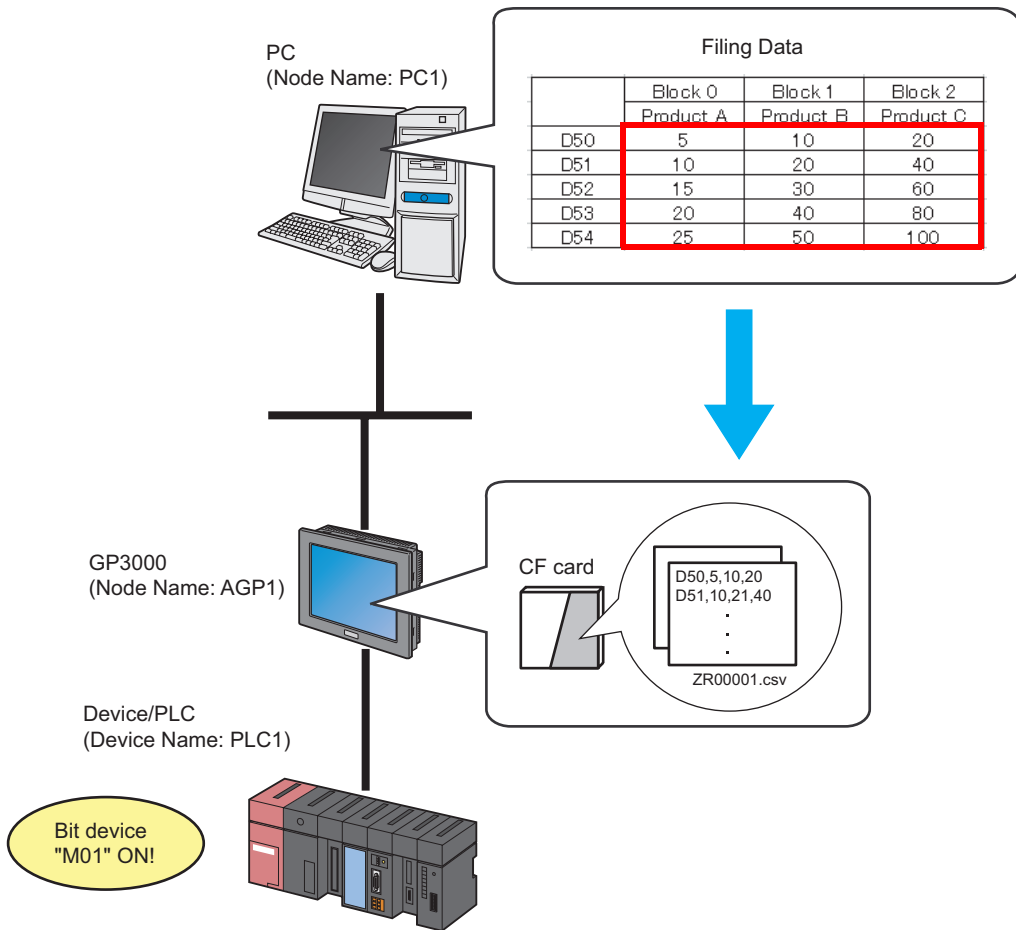 PC
(Node Name: PC1)
Filing Data
Block 0 Block 1 Block 2
Product A Product B Product C
D50 5 10 20
D51 10 20 40
D52 15 30 60
D53 20 40 80
D54 25 50 100
GP3000
(Node Name: AGP1)
CF card
D50,5,10,20
D51,10,21,40
.
.
.
ZR00001.csv
Device/PLC
(Device Name: PLC1)
Bit device
"M01" ON!